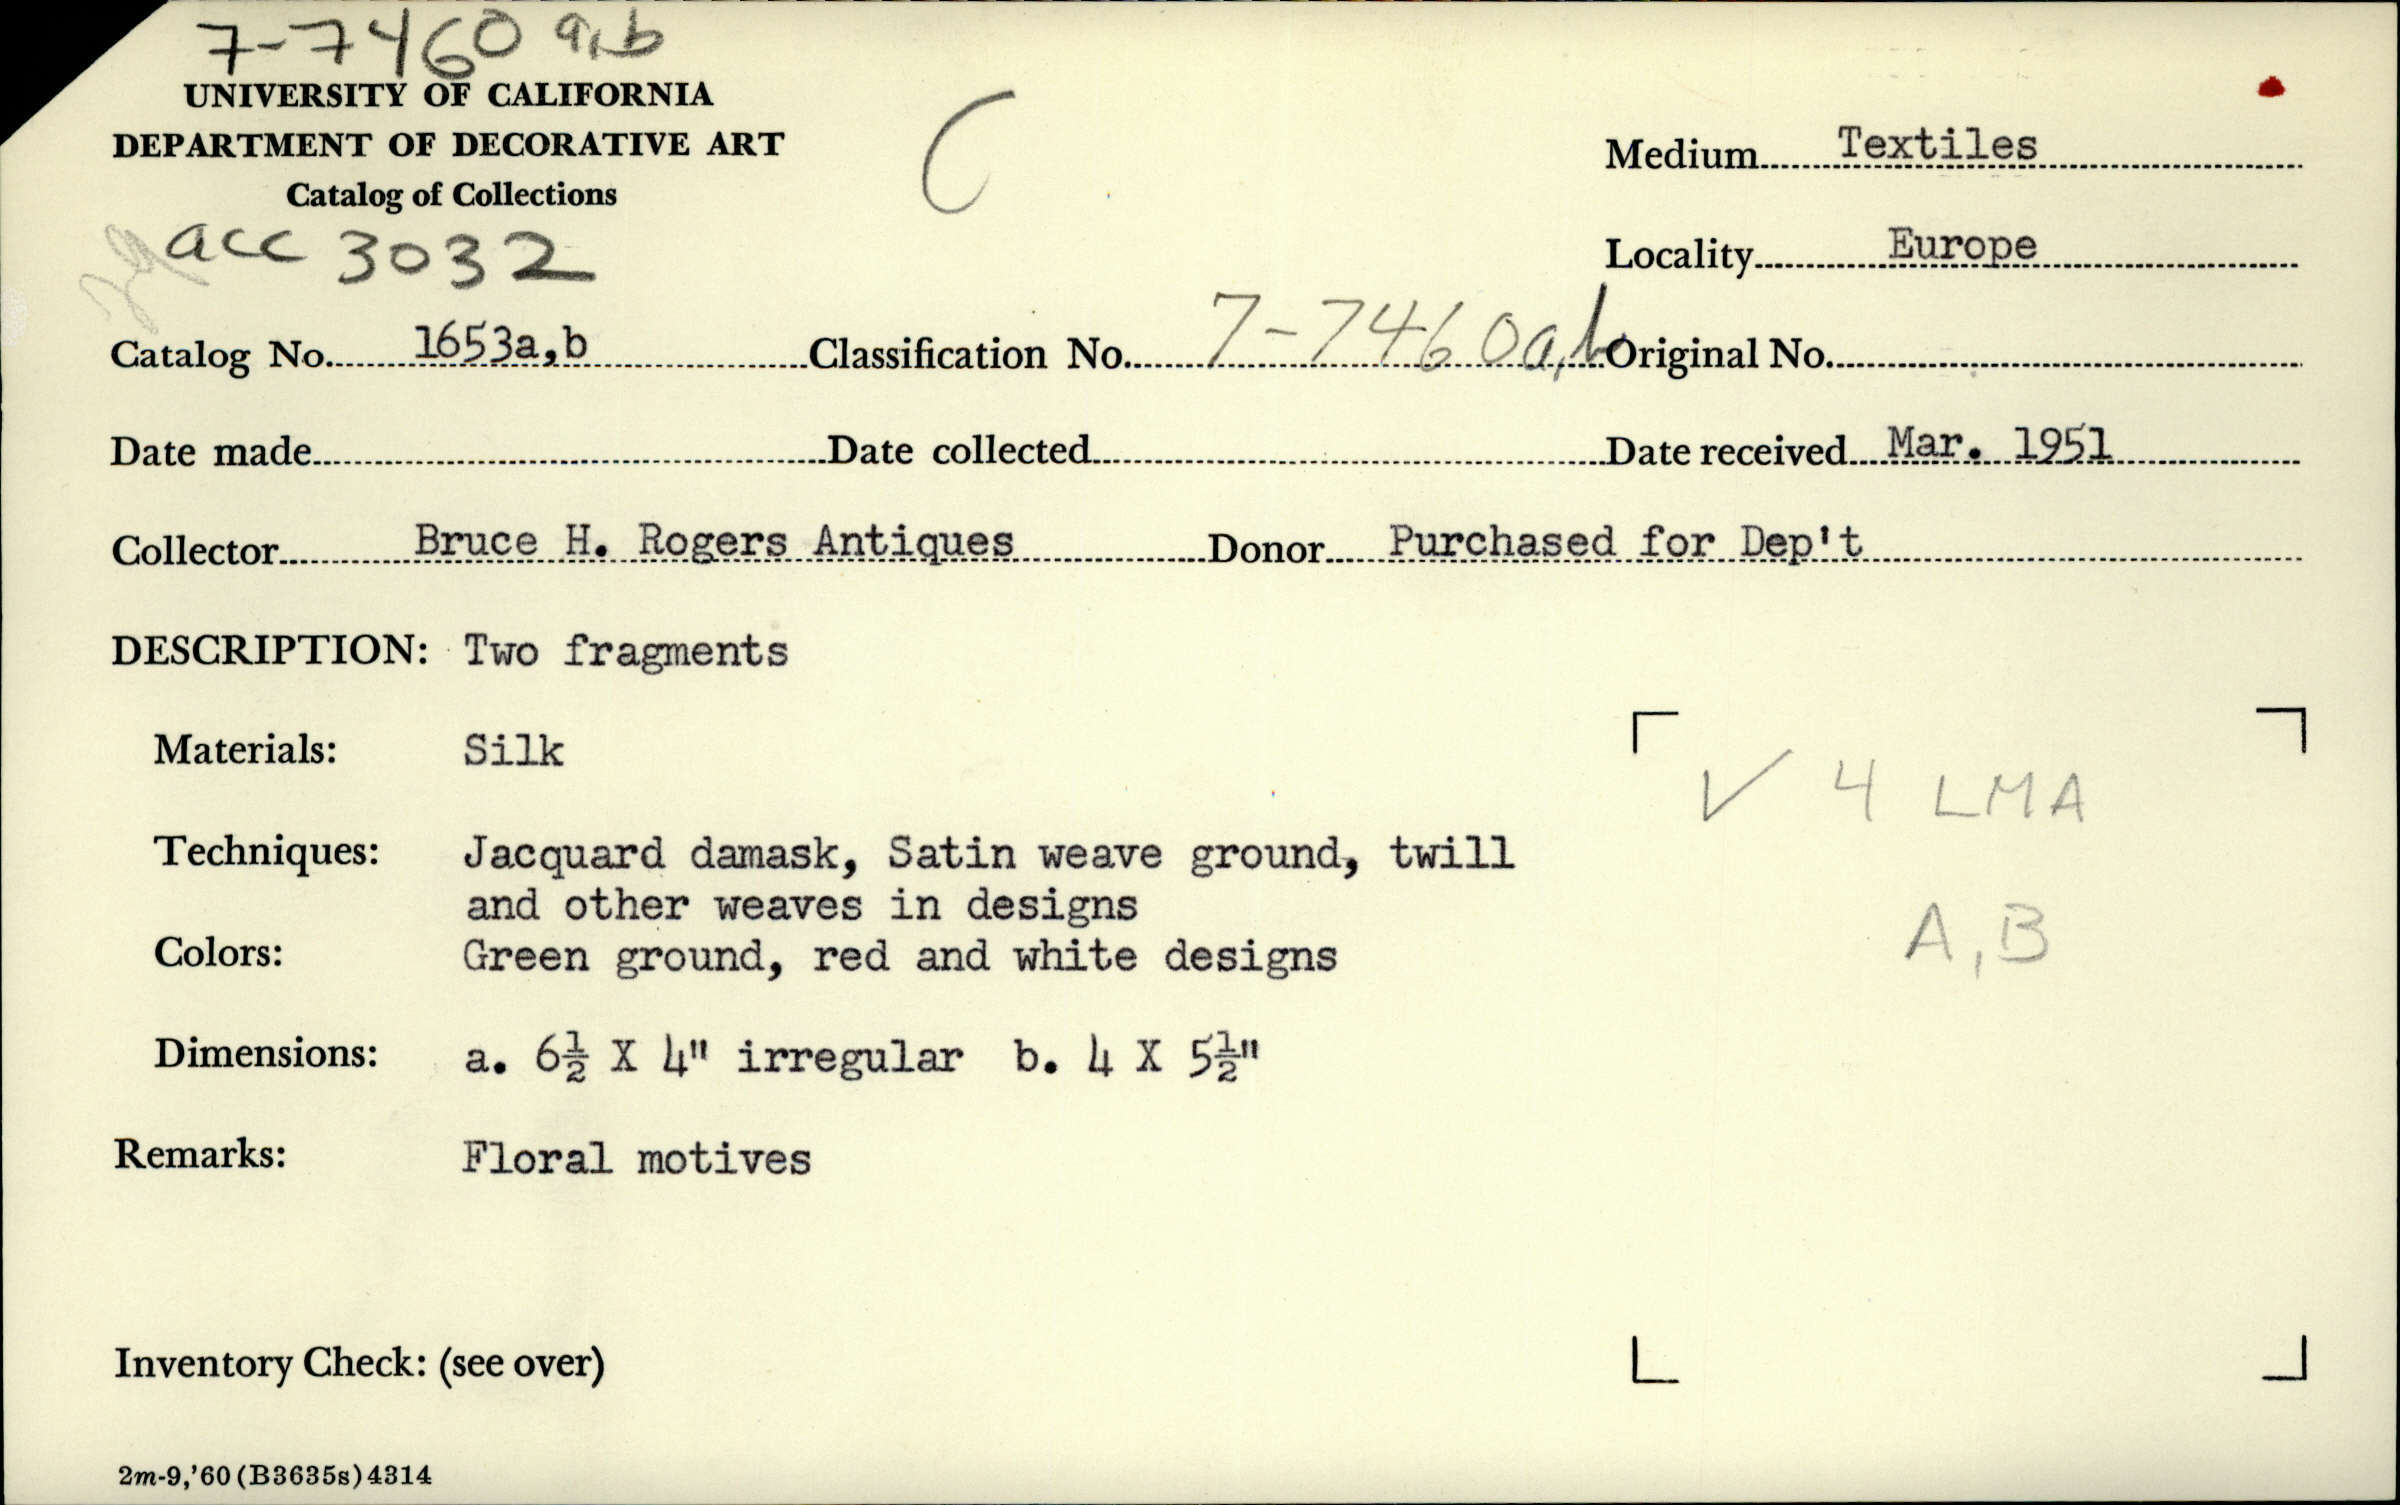 7-7460 a,b
UNIVERSITY OF CALIFORNIA
DEPARTMENT OF DECORATIVE ART
Catalog of Collections
C
acc 3032
Medium Textiles
Locality Europe
Catalog No. 1653a,b Classification No. 7-7460a,b Original No.
Date made Date collected Date received Mar. 1951
Collector Bruce H. Rogers Antiques Donor Purchased for Dep't
DESCRIPTION: Two fragments
Materials: Silk
✓ 4 LMA
Techniques: Jacquard damask, Satin weave ground, twill
and other weaves in designs
A,B
Colors: Green ground, red and white designs
Dimensions: a. 6½ X 4" irregular b. 4 X 5½"
Remarks: Floral motives
Inventory Check: (see over)
2m-9,'60(B3635s)4314